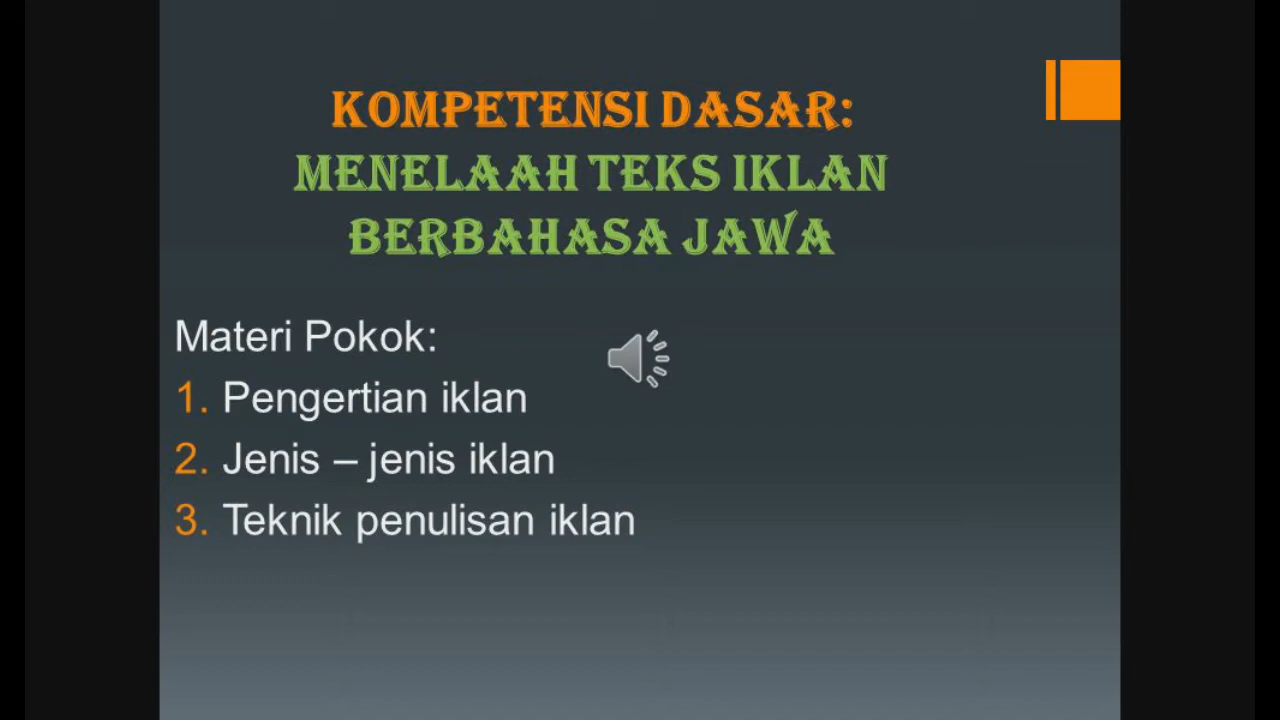 KOMPETENSI DASAR:
MENELAAH TEKS IKLAN
BERBAHASA JAWA
Materi Pokok:
1. Pengertian iklan
2. Jenis – jenis iklan
3. Teknik penulisan iklan